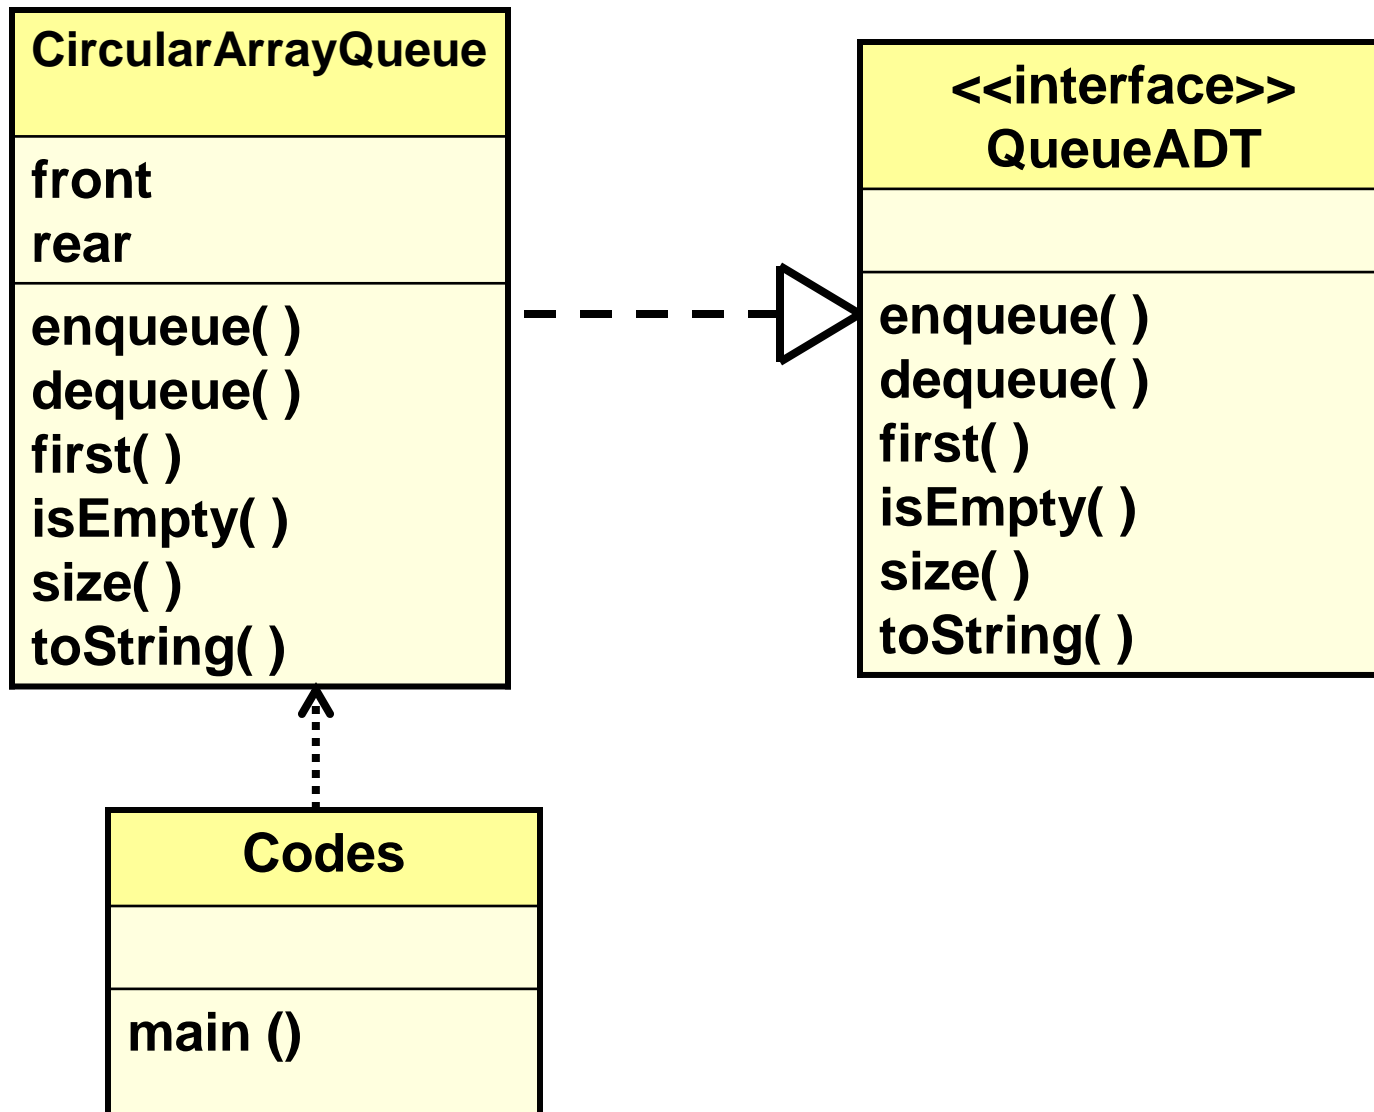 CircularArrayQueue
front
rear
enqueue( )
dequeue( )
first( )
isEmpty( )
size( )
toString( )
<<interface>>
QueueADT
enqueue( )
dequeue( )
first( )
isEmpty( )
size( )
toString( )
Codes
main ()